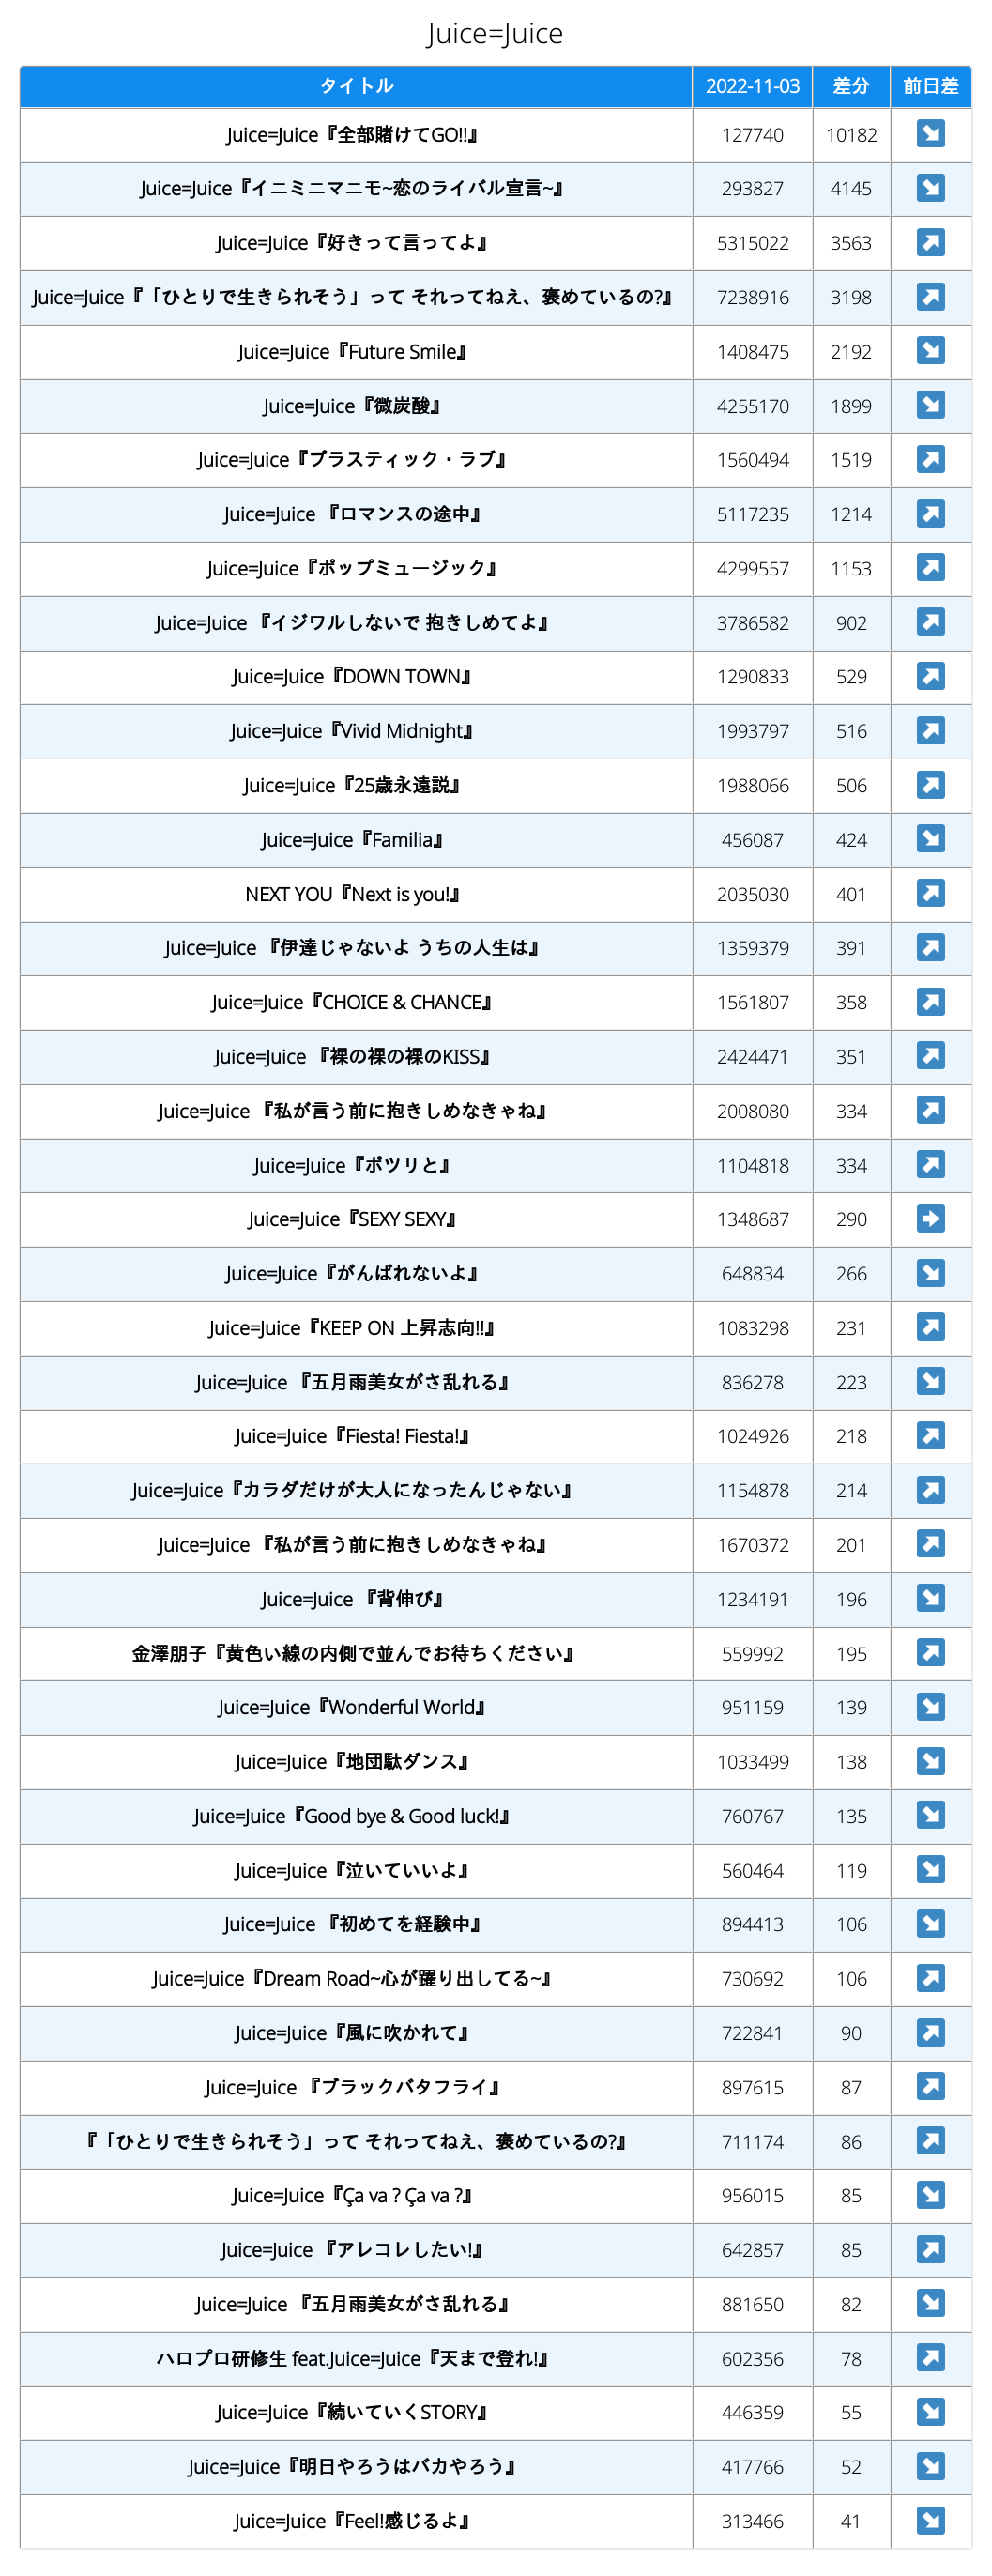 Juice=Juice
タイトル 2022-11-03 差分 前日差
Juice=Juice『全部賭けてGO!!』 127740 10182 ↘
Juice=Juice『イニミニマニモ~恋のライバル宣言~』 293827 4145 ↘
Juice=Juice『好きって言ってよ』 5315022 3563 ↗
Juice=Juice『「ひとりで生きられそう」って それってねえ、褒めているの?』 7238916 3198 ↗
Juice=Juice『Future Smile』 1408475 2192 ↘
Juice=Juice『微炭酸』 4255170 1899 ↘
Juice=Juice『プラスティック・ラブ』 1560494 1519 ↗
Juice=Juice 『ロマンスの途中』 5117235 1214 ↗
Juice=Juice『ポップミュージック』 4299557 1153 ↗
Juice=Juice 『イジワルしないで 抱きしめてよ』 3786582 902 ↗
Juice=Juice『DOWN TOWN』 1290833 529 ↗
Juice=Juice『Vivid Midnight』 1993797 516 ↗
Juice=Juice『25歳永遠説』 1988066 506 ↗
Juice=Juice『Familia』 456087 424 ↘
NEXT YOU『Next is you!』 2035030 401 ↗
Juice=Juice 『伊達じゃないよ うちの人生は』 1359379 391 ↗
Juice=Juice『CHOICE & CHANCE』 1561807 358 ↗
Juice=Juice 『裸の裸の裸のKISS』 2424471 351 ↗
Juice=Juice 『私が言う前に抱きしめなきゃね』 2008080 334 ↗
Juice=Juice『ポツリと』 1104818 334 ↗
Juice=Juice『SEXY SEXY』 1348687 290 →
Juice=Juice『がんばれないよ』 648834 266 ↘
Juice=Juice『KEEP ON 上昇志向!!』 1083298 231 ↗
Juice=Juice 『五月雨美女がさ乱れる』 836278 223 ↘
Juice=Juice『Fiesta! Fiesta!』 1024926 218 ↗
Juice=Juice『カラダだけが大人になったんじゃない』 1154878 214 ↗
Juice=Juice 『私が言う前に抱きしめなきゃね』 1670372 201 ↗
Juice=Juice 『背伸び』 1234191 196 ↘
金澤朋子『黄色い線の内側で並んでお待ちください』 559992 195 ↗
Juice=Juice『Wonderful World』 951159 139 ↘
Juice=Juice『地団駄ダンス』 1033499 138 ↘
Juice=Juice『Good bye & Good luck!』 760767 135 ↘
Juice=Juice『泣いていいよ』 560464 119 ↘
Juice=Juice 『初めてを経験中』 894413 106 ↘
Juice=Juice『Dream Road~心が躍り出してる~』 730692 106 ↗
Juice=Juice『風に吹かれて』 722841 90 ↗
Juice=Juice 『ブラックバタフライ』 897615 87 ↗
『「ひとりで生きられそう」って それってねえ、褒めているの?』 711174 86 ↗
Juice=Juice『Ça va ? Ça va ?』 956015 85 ↘
Juice=Juice 『アレコレしたい!』 642857 85 ↗
Juice=Juice 『五月雨美女がさ乱れる』 881650 82 ↘
ハロプロ研修生 feat.Juice=Juice『天まで登れ!』 602356 78 ↗
Juice=Juice『続いていくSTORY』 446359 55 ↘
Juice=Juice『明日やろうはバカやろう』 417766 52 ↘
Juice=Juice『Feel!感じるよ』 313466 41 ↘